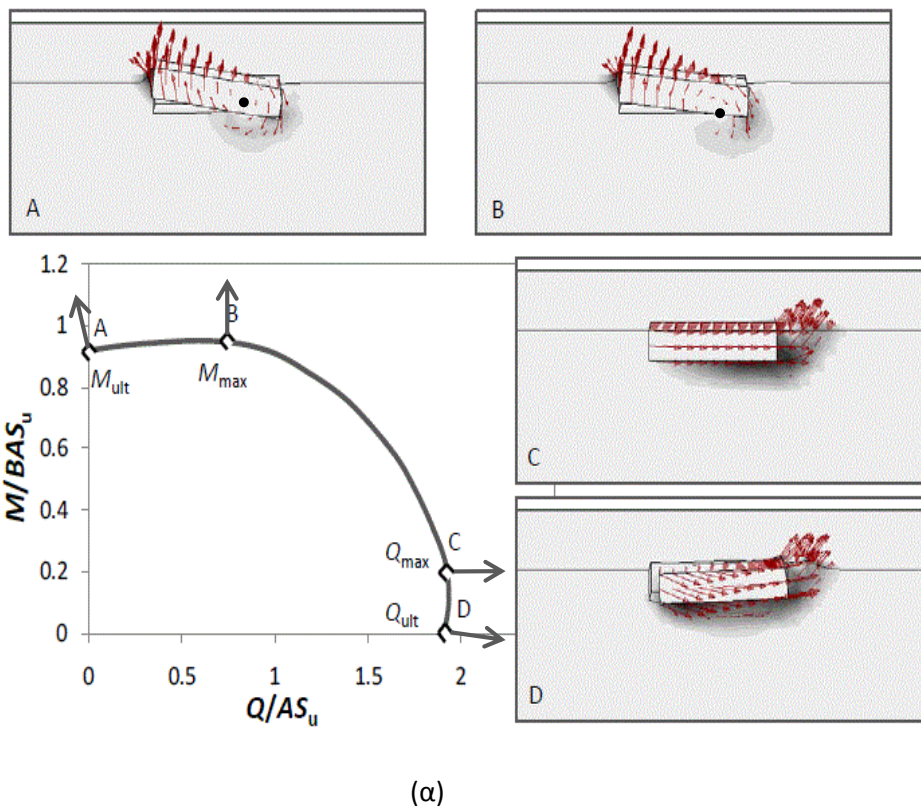 A
B
1.2
1
0.8
0.6
0.4
0.2
0
0
0.5
1
1.5
2
M/BAS_u
Q/AS_u
A
M_ult
B
M_max
C
Q_max
D
Q_ult
C
D
(α)